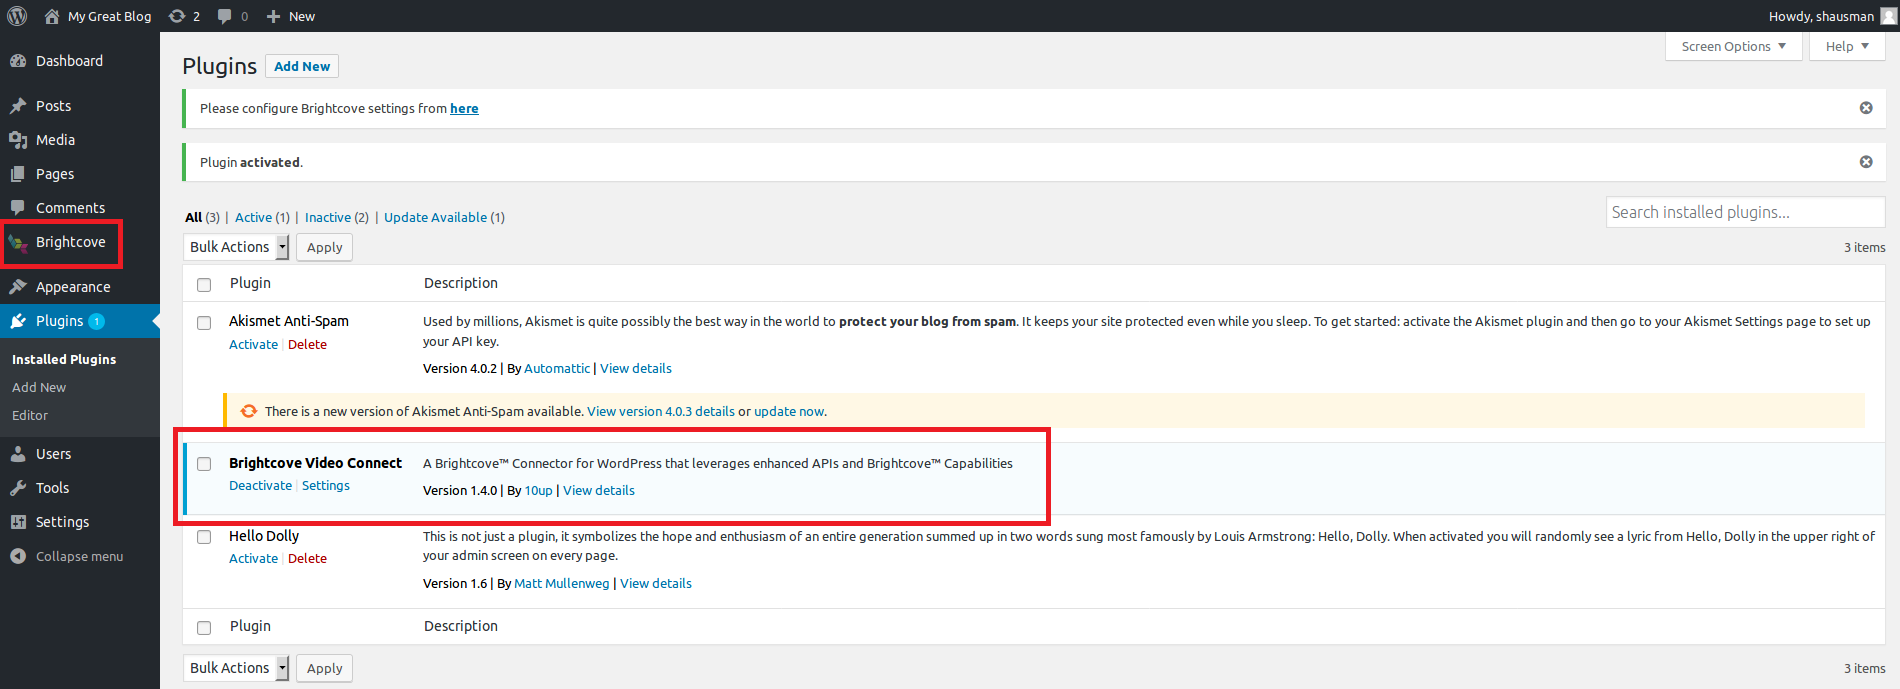 My Great Blog 2 0 New Howdy, shausman
Screen Options Help
Dashboard
Posts
Media
Pages
Comments
Brightcove
Appearance
Plugins 1
Installed Plugins
Add New
Editor
Users
Tools
Settings
Collapse menu
Plugins Add New
Please configure Brightcove settings from here
Plugin activated.
All (3) | Active (1) | Inactive (2) | Update Available (1)
Search installed plugins...
Bulk Actions Apply
3 items
Plugin Description
Akismet Anti-Spam
Activate | Delete
Used by millions, Akismet is quite possibly the best way in the world to protect your blog from spam. It keeps your site protected even while you sleep. To get started: activate the Akismet plugin and then go to your Akismet Settings page to set up
your API key.
Version 4.0.2 | By Automattic | View details
There is a new version of Akismet Anti-Spam available. View version 4.0.3 details or update now.
Brightcove Video Connect
Deactivate | Settings
A Brightcove™ Connector for WordPress that leverages enhanced APIs and Brightcove™ Capabilities
Version 1.4.0 | By 10up | View details
Hello Dolly
Activate | Delete
This is not just a plugin, it symbolizes the hope and enthusiasm of an entire generation summed up in two words sung most famously by Louis Armstrong: Hello, Dolly. When activated you will randomly see a lyric from Hello, Dolly in the upper right of
your admin screen on every page.
Version 1.6 | By Matt Mullenweg | View details
Plugin Description
Bulk Actions Apply
3 items